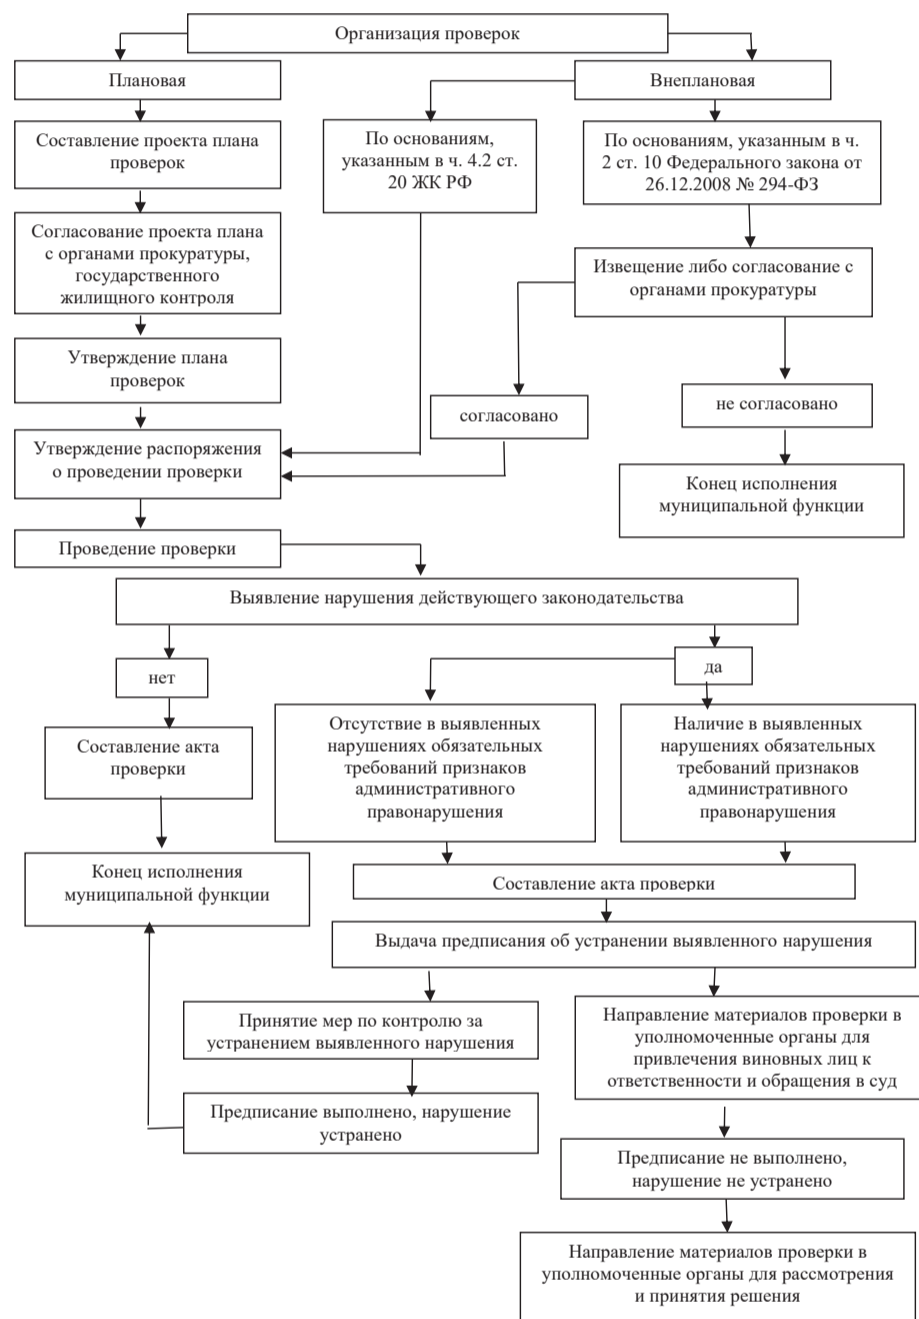 Организация проверок
Плановая
Внеплановая
Составление проекта плана
проверок
По основаниям,
указанным в ч. 4.2 ст.
20 ЖК РФ
По основаниям, указанным в ч.
2 ст. 10 Федерального закона от
26.12.2008 № 294-ФЗ
Согласование проекта плана
с органами прокуратуры,
государственного
жилищного контроля
Извещение либо согласование с
органами прокуратуры
Утверждение плана
проверок
согласовано
не согласовано
Утверждение распоряжения
о проведении проверки
Конец исполнения
муниципальной функции
Проведение проверки
Выявление нарушения действующего законодательства
нет
да
Составление акта
проверки
Отсутствие в выявленных
нарушениях обязательных
требований признаков
административного
правонарушения
Наличие в выявленных
нарушениях обязательных
требований признаков
административного
правонарушения
Конец исполнения
муниципальной функции
Составление акта проверки
Выдача предписания об устранении выявленного нарушения
Принятие мер по контролю за
устранением выявленного нарушения
Направление материалов проверки в
уполномоченные органы для
привлечения виновных лиц к
ответственности и обращения в суд
Предписание выполнено, нарушение
устранено
Предписание не выполнено,
нарушение не устранено
Направление материалов проверки в
уполномоченные органы для рассмотрения
и принятия решения